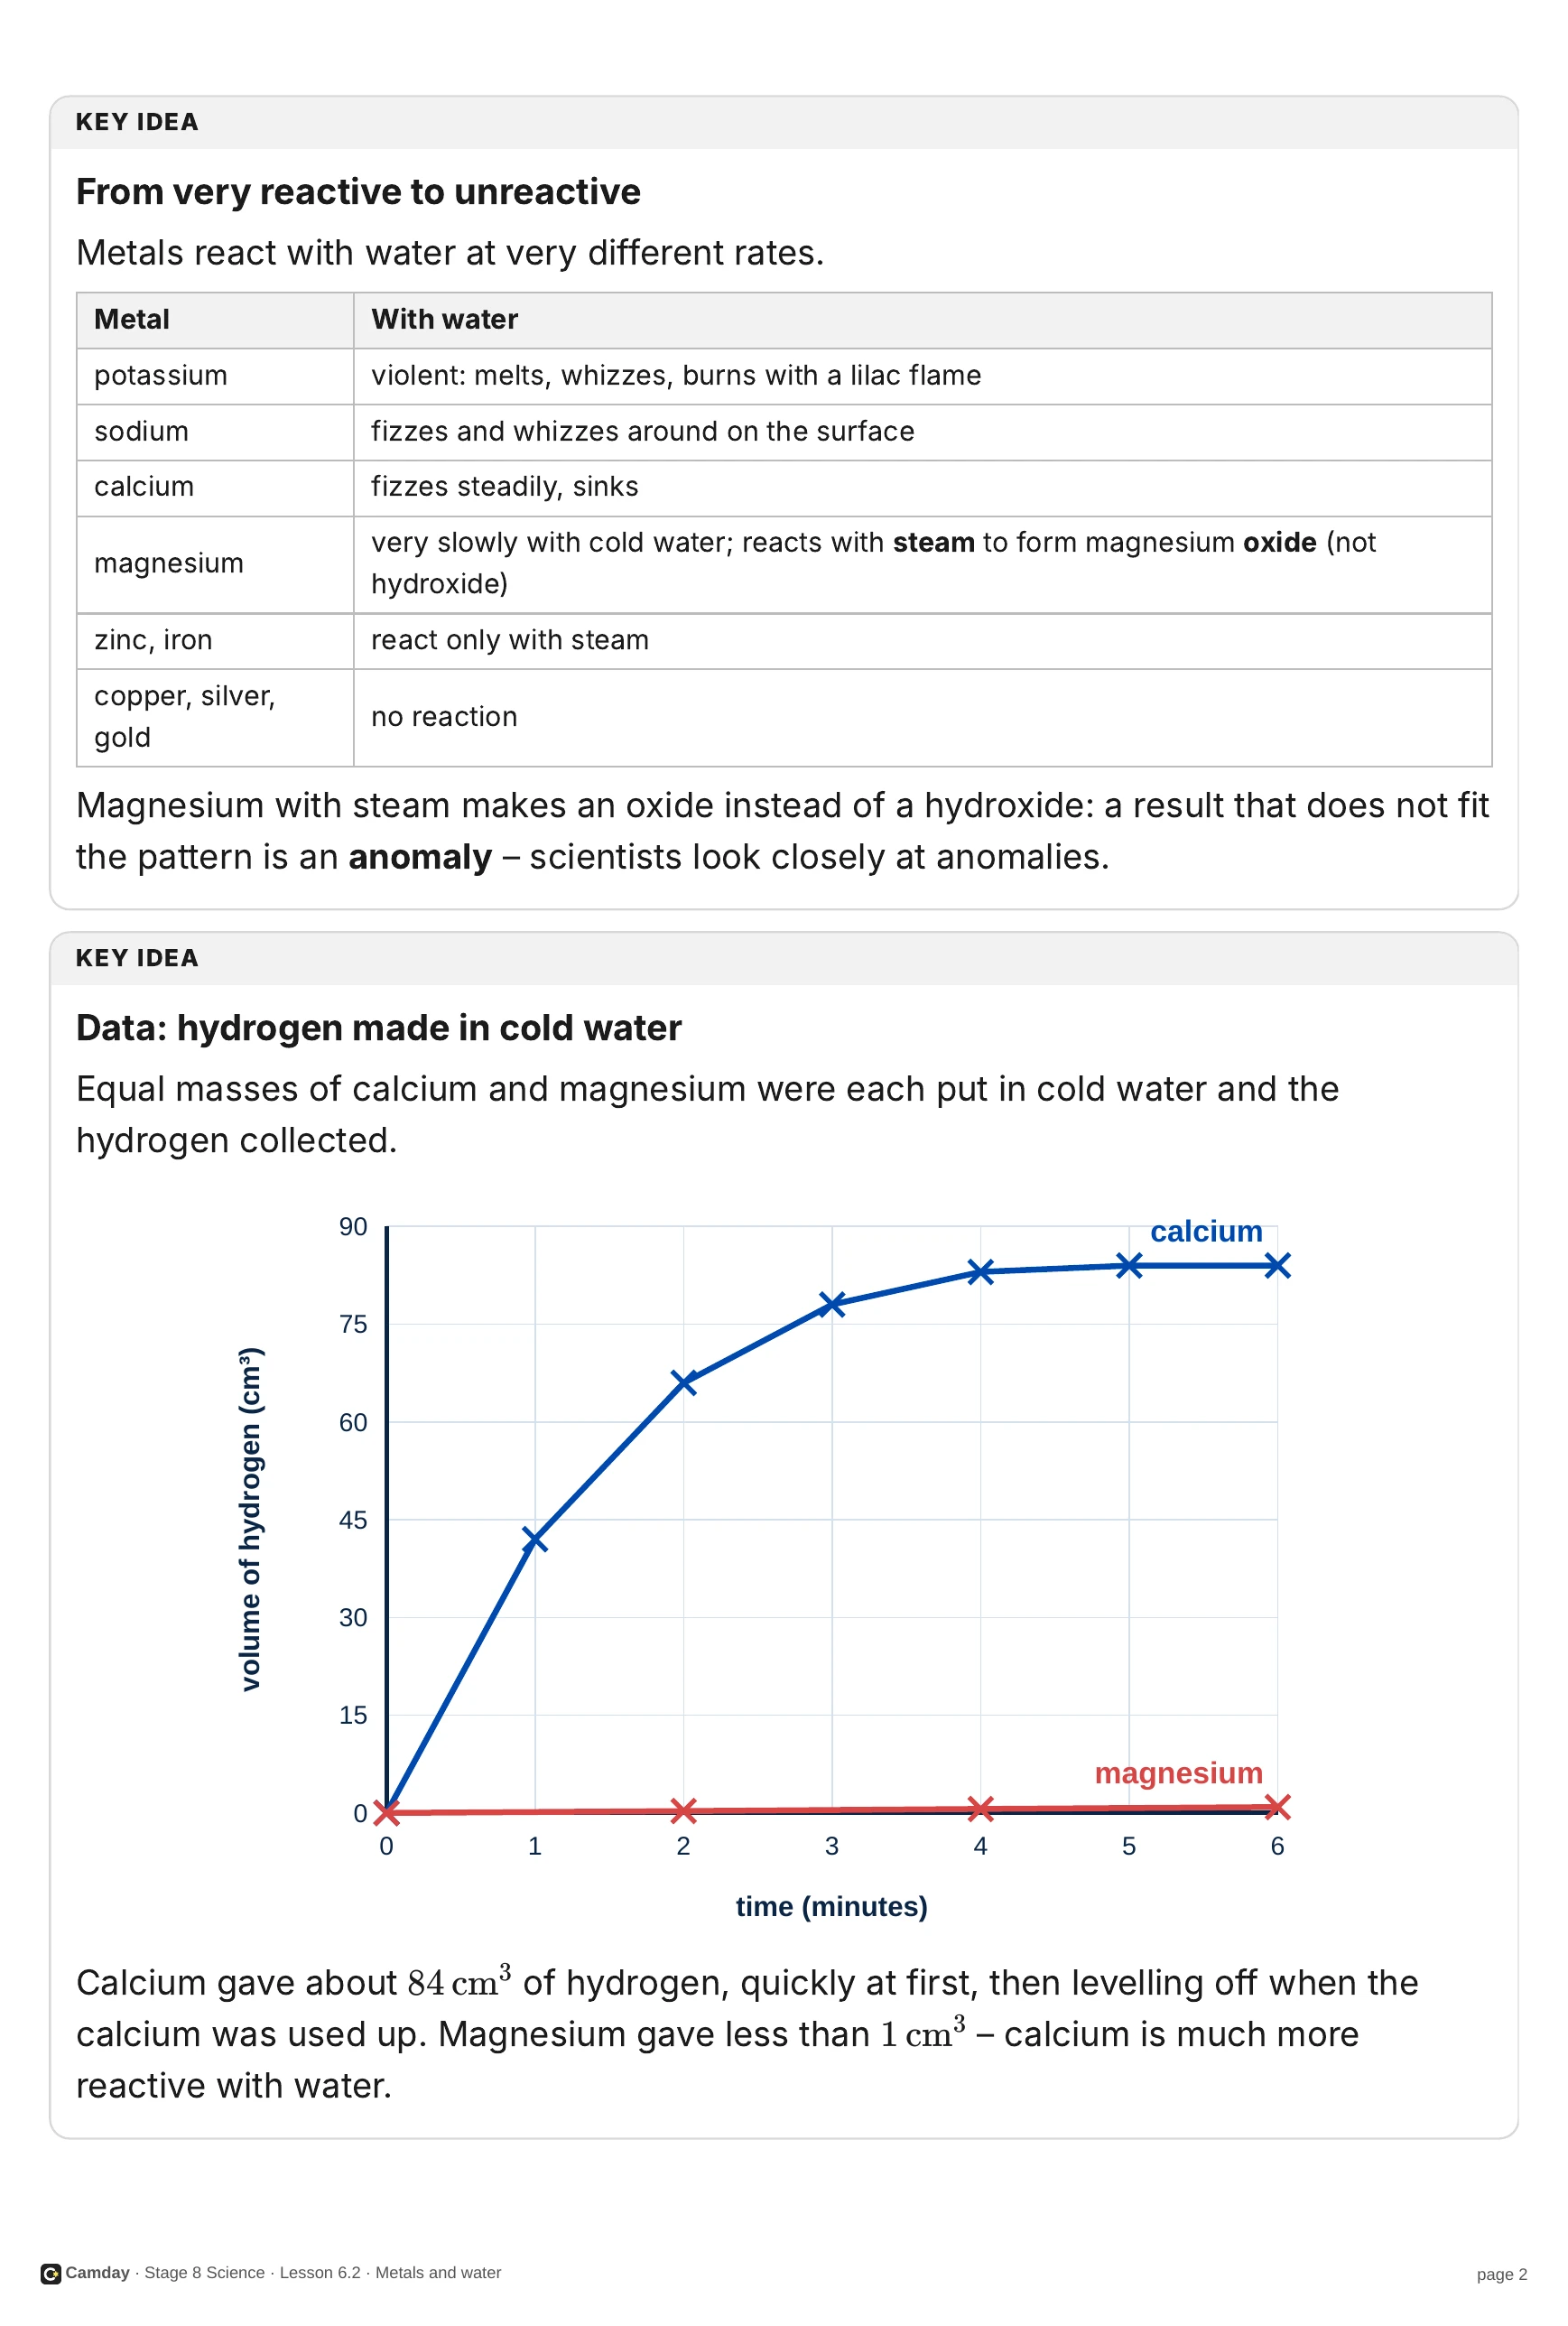 KEY IDEA
From very reactive to unreactive
Metals react with water at very different rates.
Metal With water
potassium violent: melts, whizzes, burns with a lilac flame
sodium fizzes and whizzes around on the surface
calcium fizzes steadily, sinks
magnesium very slowly with cold water; reacts with steam to form magnesium oxide (not
hydroxide)
zinc, iron react only with steam
copper, silver,
gold no reaction
Magnesium with steam makes an oxide instead of a hydroxide: a result that does not fit
the pattern is an anomaly – scientists look closely at anomalies.
KEY IDEA
Data: hydrogen made in cold water
Equal masses of calcium and magnesium were each put in cold water and the
hydrogen collected.
90
calcium
75
60
45
30
15
0
volume of hydrogen (cm³)
magnesium
0 1 2 3 4 5 6
time (minutes)
Calcium gave about 84 cm³ of hydrogen, quickly at first, then levelling off when the
calcium was used up. Magnesium gave less than 1 cm³ – calcium is much more
reactive with water.
Camday · Stage 8 Science · Lesson 6.2 · Metals and water
page 2